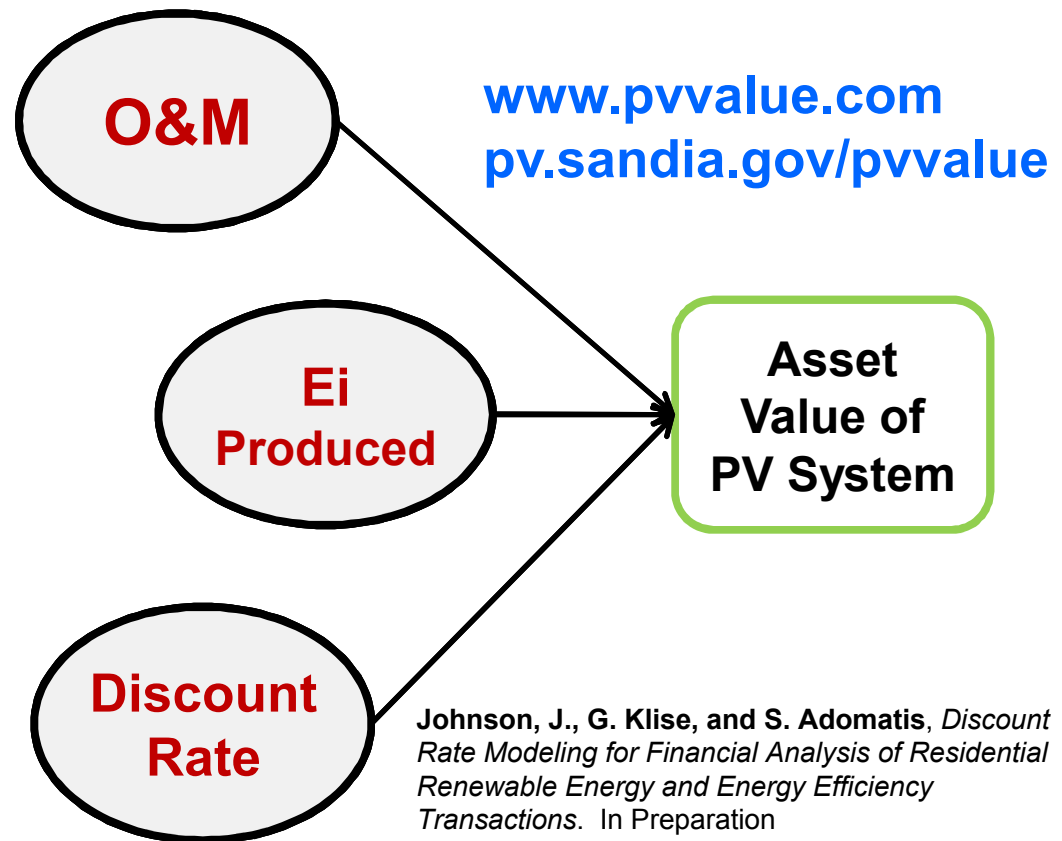 O&M
www.pvvalue.com
pv.sandia.gov/pvvalue
Ei
Produced
Asset
Value of
PV System
Discount
Rate
Johnson, J., G. Klise, and S. Adomatis, Discount
Rate Modeling for Financial Analysis of Residential
Renewable Energy and Energy Efficiency
Transactions.  In Preparation